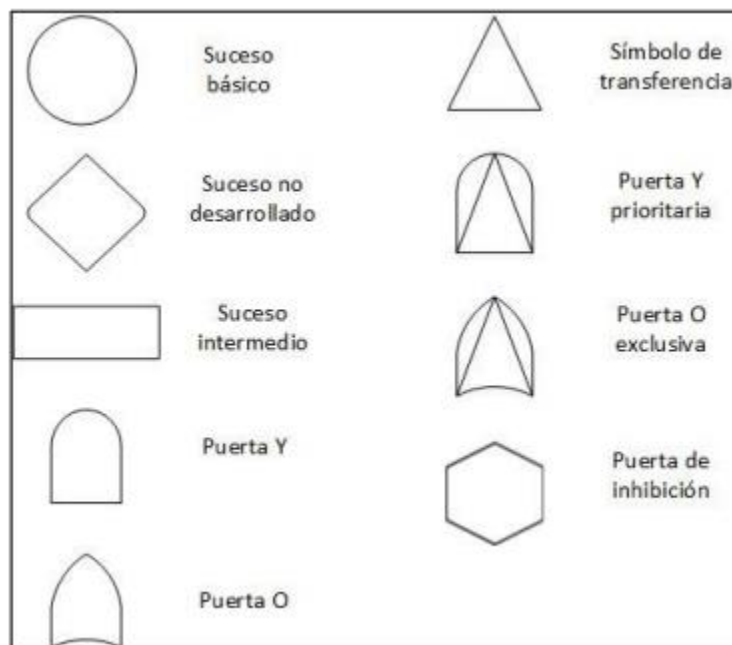 Suceso
básico
Suceso no
desarrollado
Suceso
intermedio
Puerta Y
Puerta O
Símbolo de
transferencia
Puerta Y
prioritaria
Puerta O
exclusiva
Puerta de
inhibición